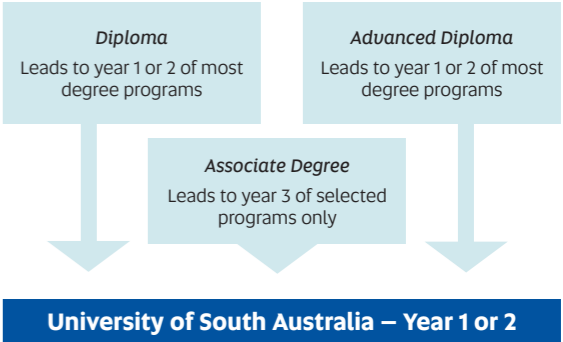 Diploma
Leads to year 1 or 2 of most
degree programs
Advanced Diploma
Leads to year 1 or 2 of most
degree programs
Associate Degree
Leads to year 3 of selected
programs only
University of South Australia – Year 1 or 2